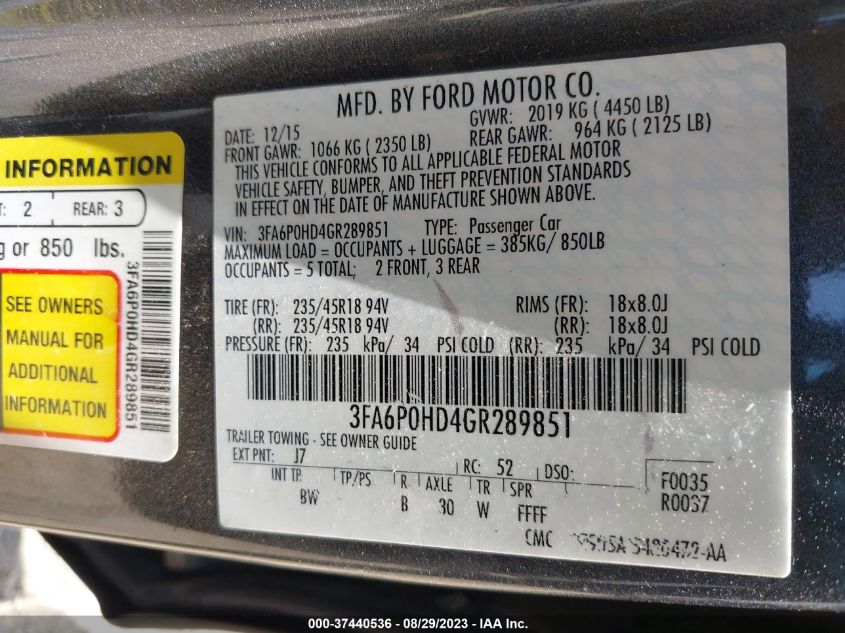 INFORMATION
T: 2 REAR: 3
g or 850 lbs.
SEE OWNERS
MANUAL FOR
ADDITIONAL
INFORMATION
3FA6P0HD4GR289851
MFD. BY FORD MOTOR CO.
DATE: 12/15 GVWR: 2019 KG ( 4450 LB)
FRONT GAWR: 1066 KG ( 2350 LB) REAR GAWR: 964 KG ( 2125 LB)
THIS VEHICLE CONFORMS TO ALL APPLICABLE FEDERAL MOTOR
VEHICLE SAFETY, BUMPER, AND THEFT PREVENTION STANDARDS
IN EFFECT ON THE DATE OF MANUFACTURE SHOWN ABOVE.
VIN: 3FA6P0HD4GR289851 TYPE: Passenger Car
MAXIMUM LOAD = OCCUPANTS + LUGGAGE = 385KG/ 850LB
OCCUPANTS = 5 TOTAL; 2 FRONT, 3 REAR
TIRE (FR): 235/45R18 94V RIMS (FR): 18x8.0J
(RR): 235/45R18 94V (RR): 18x8.0J
PRESSURE (FR): 235 kPa/ 34 PSI COLD (RR): 235 kPa/ 34 PSI COLD
3FA6P0HD4GR289851
TRAILER TOWING - SEE OWNER GUIDE
EXT PNT: J7 RC: 52 DSO: F0035
INT TR TP/PS R AXLE TR SPR R0037
BW B 30 W FFFF
CMC
000-37440536 - 08/29/2023 - IAA Inc.